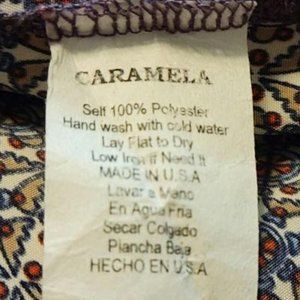 CARAMELA
Self 100% Polyester
Hand wash with cold water
Lay Flat to Dry
Low Iron if Need It
MADE IN U.S.A
Lavar a Mano
En Agua Fria
Secar Colgado
Plancha Baja
HECHO EN U.S.A